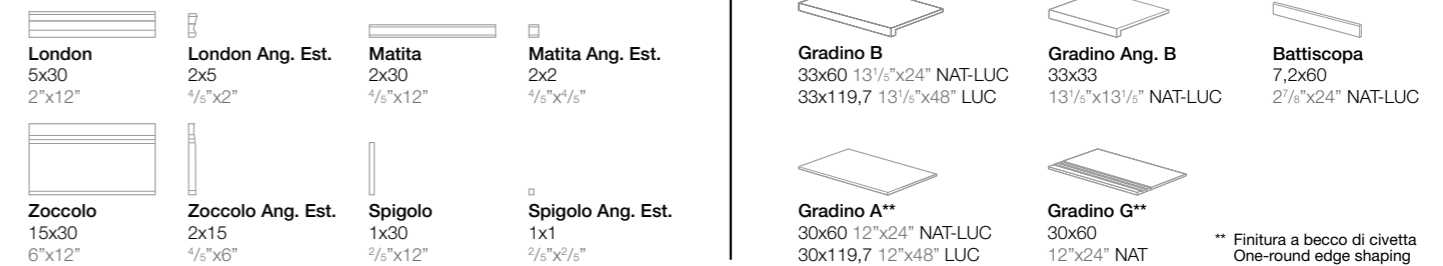 London
5x30
2”x12”
London Ang. Est.
2x5
4/5”x2”
Matita
2x30
4/5”x12”
Matita Ang. Est.
2x2
4/5”x4/5”
Zoccolo
15x30
6”x12”
Zoccolo Ang. Est.
2x15
4/5”x6”
Spigolo
1x30
2/5”x12”
Spigolo Ang. Est.
1x1
2/5”x2/5”
Gradino B
33x60 13 1/5”x24” NAT-LUC
33x119,7 13 1/5”x48” LUC
Gradino Ang. B
33x33
13 1/5”x13 1/5” NAT-LUC
Battiscopa
7,2x60
2 7/8”x24” NAT-LUC
Gradino A**
30x60 12”x24” NAT-LUC
30x119,7 12”x48” LUC
Gradino G**
30x60
12”x24” NAT
** Finitura a becco di civetta
One-round edge shaping